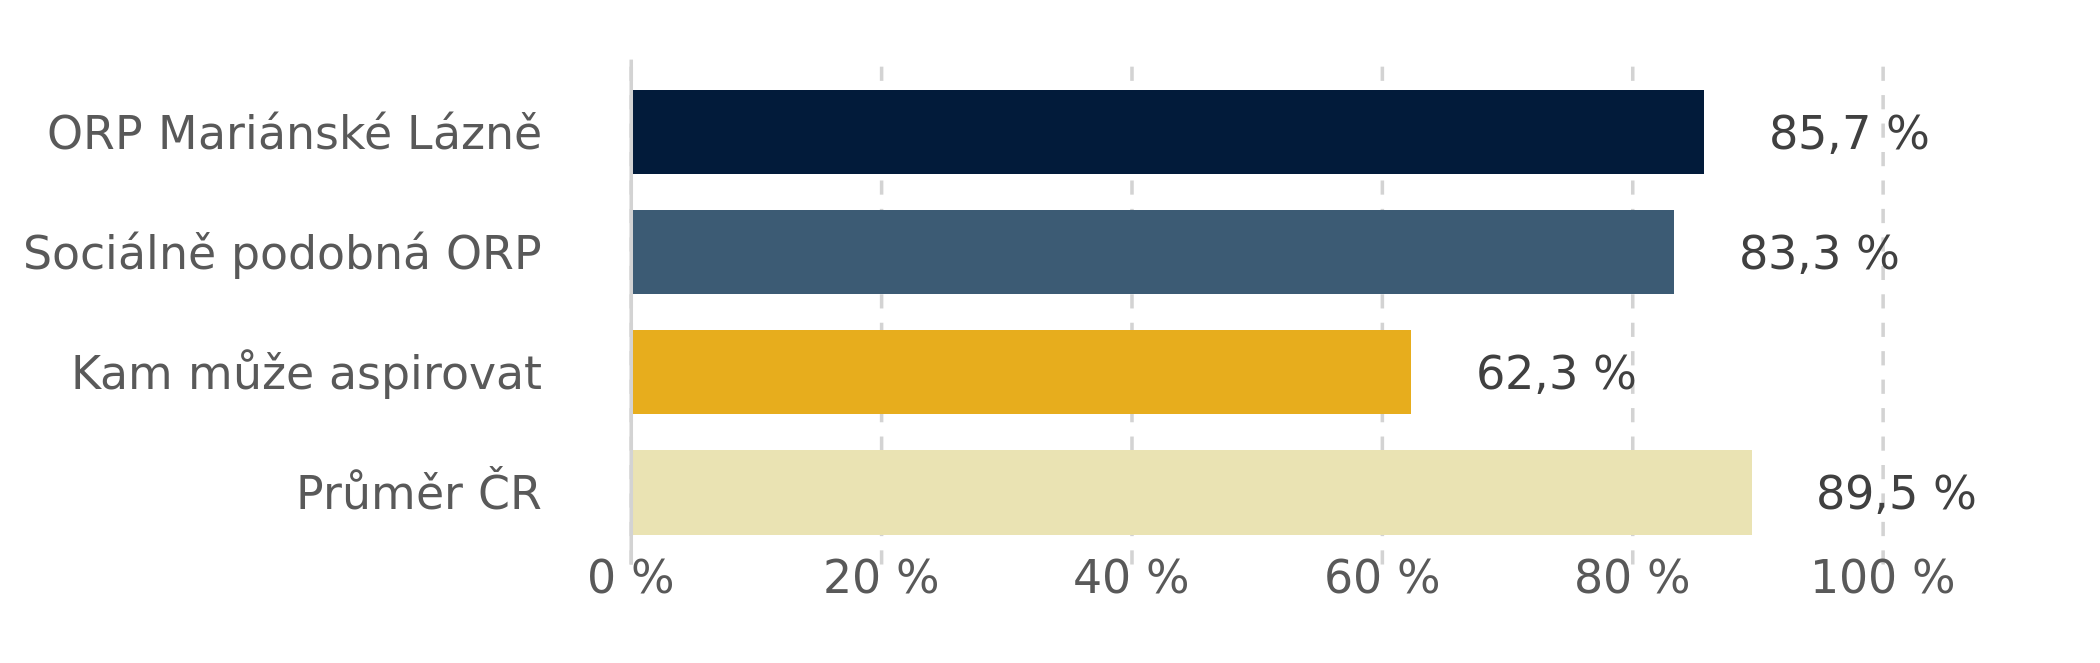 ORP Mariánské Lázně 85,7 %
Sociálně podobná ORP 83,3 %
Kam může aspirovat 62,3 %
Průměr ČR 89,5 %
0 % 20 % 40 % 60 % 80 % 100 %